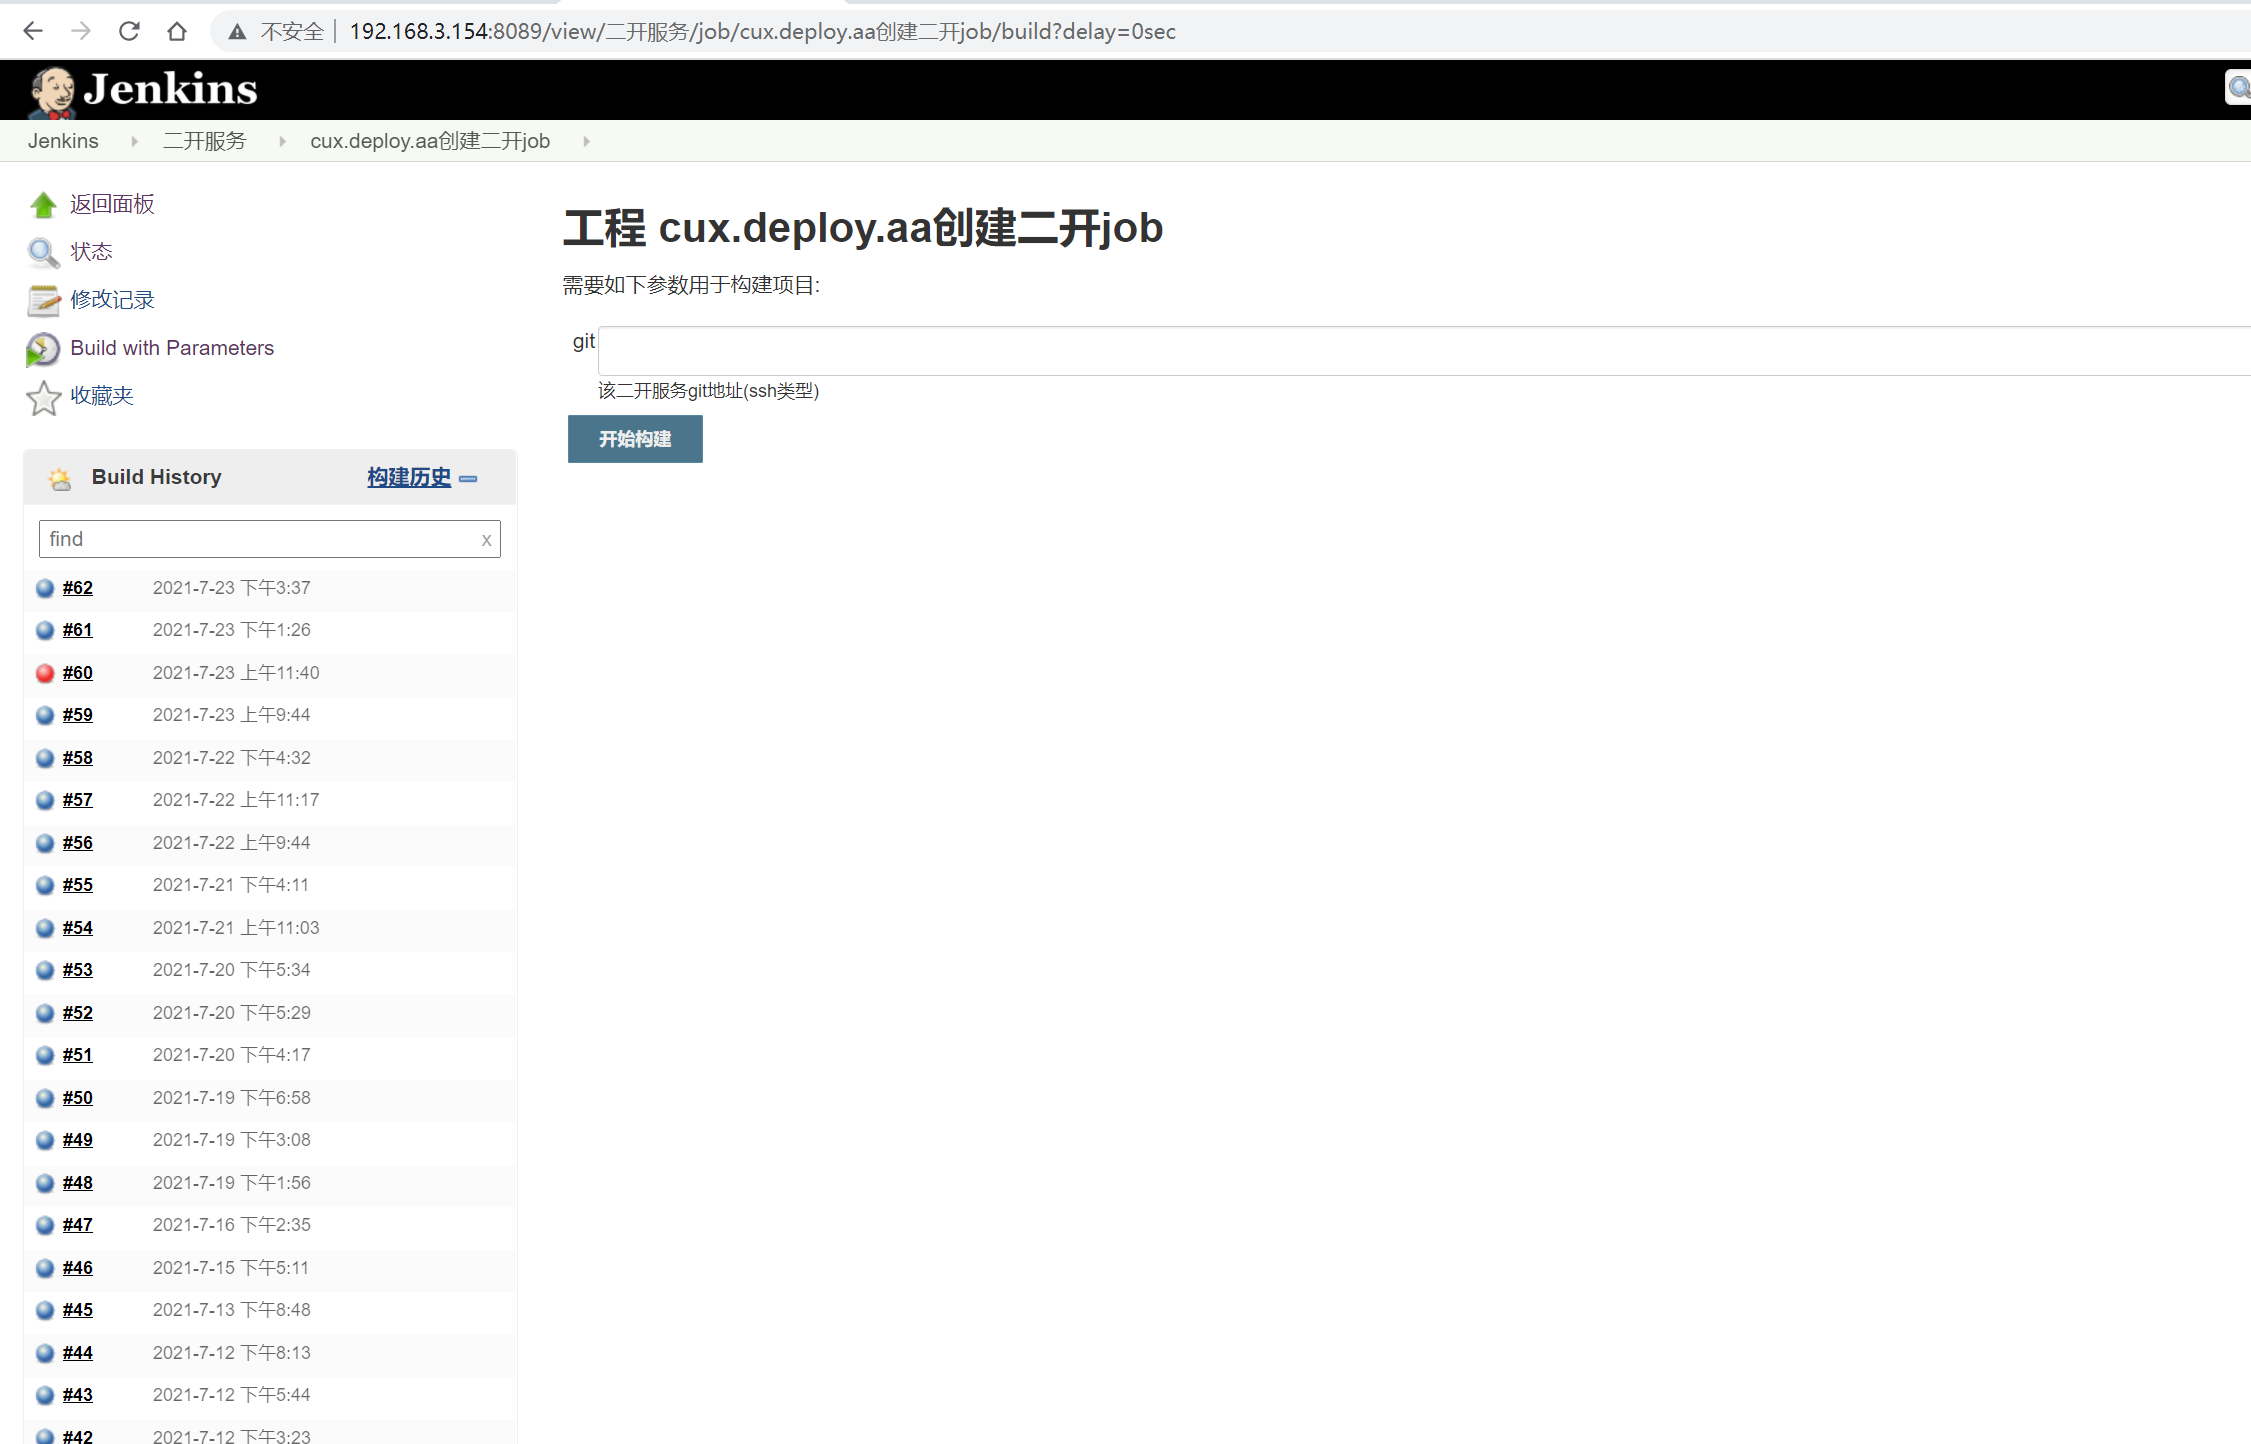 不安全 192.168.3.154:8089/view/二开服务/job/cux.deploy.aa创建二开job/build?delay=0sec
Jenkins
Jenkins 二开服务 cux.deploy.aa创建二开job
返回面板
状态
修改记录
Build with Parameters
收藏夹
工程 cux.deploy.aa创建二开job
需要如下参数用于构建项目:
git
该二开服务git地址(ssh类型)
开始构建
Build History 构建历史
find x
#62 2021-7-23 下午3:37
#61 2021-7-23 下午1:26
#60 2021-7-23 上午11:40
#59 2021-7-23 上午9:44
#58 2021-7-22 下午4:32
#57 2021-7-22 上午11:17
#56 2021-7-22 上午9:44
#55 2021-7-21 下午4:11
#54 2021-7-21 上午11:03
#53 2021-7-20 下午5:34
#52 2021-7-20 下午5:29
#51 2021-7-20 下午4:17
#50 2021-7-19 下午6:58
#49 2021-7-19 下午3:08
#48 2021-7-19 下午1:56
#47 2021-7-16 下午2:35
#46 2021-7-15 下午5:11
#45 2021-7-13 下午8:48
#44 2021-7-12 下午8:13
#43 2021-7-12 下午5:44
#42 2021-7-12 下午3:23